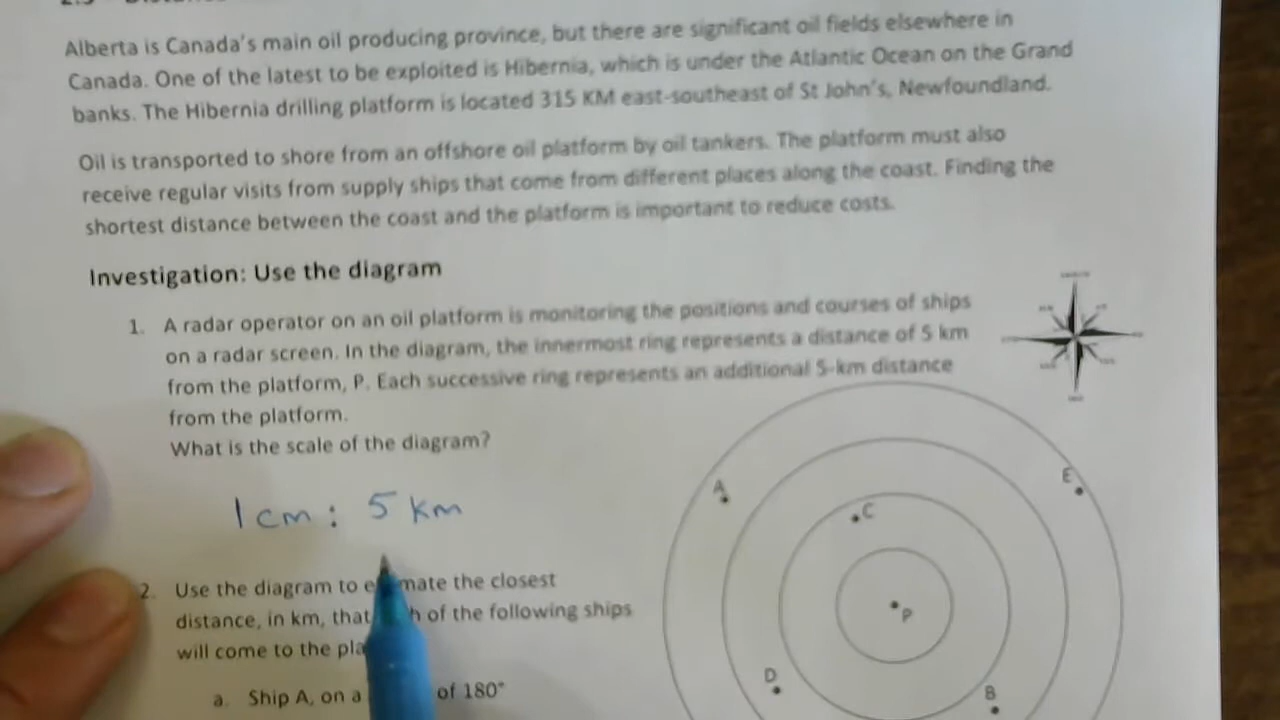 Alberta is Canada's main oil producing province, but there are significant oil fields elsewhere in
Canada. One of the latest to be exploited is Hibernia, which is under the Atlantic Ocean on the Grand
banks. The Hibernia drilling platform is located 315 KM east-southeast of St John's, Newfoundland.
Oil is transported to shore from an offshore oil platform by oil tankers. The platform must also
receive regular visits from supply ships that come from different places along the coast. Finding the
shortest distance between the coast and the platform is important to reduce costs.
Investigation: Use the diagram
1. A radar operator on an oil platform is monitoring the positions and courses of ships
on a radar screen. In the diagram, the innermost ring represents a distance of 5 km
from the platform, P. Each successive ring represents an additional 5-km distance
from the platform.
What is the scale of the diagram?
1 cm : 5 km
2. Use the diagram to e mate the closest
distance, in km, that h of the following ships
will come to the pla
a. Ship A, on a of 180°
A
E
C
P
D
B